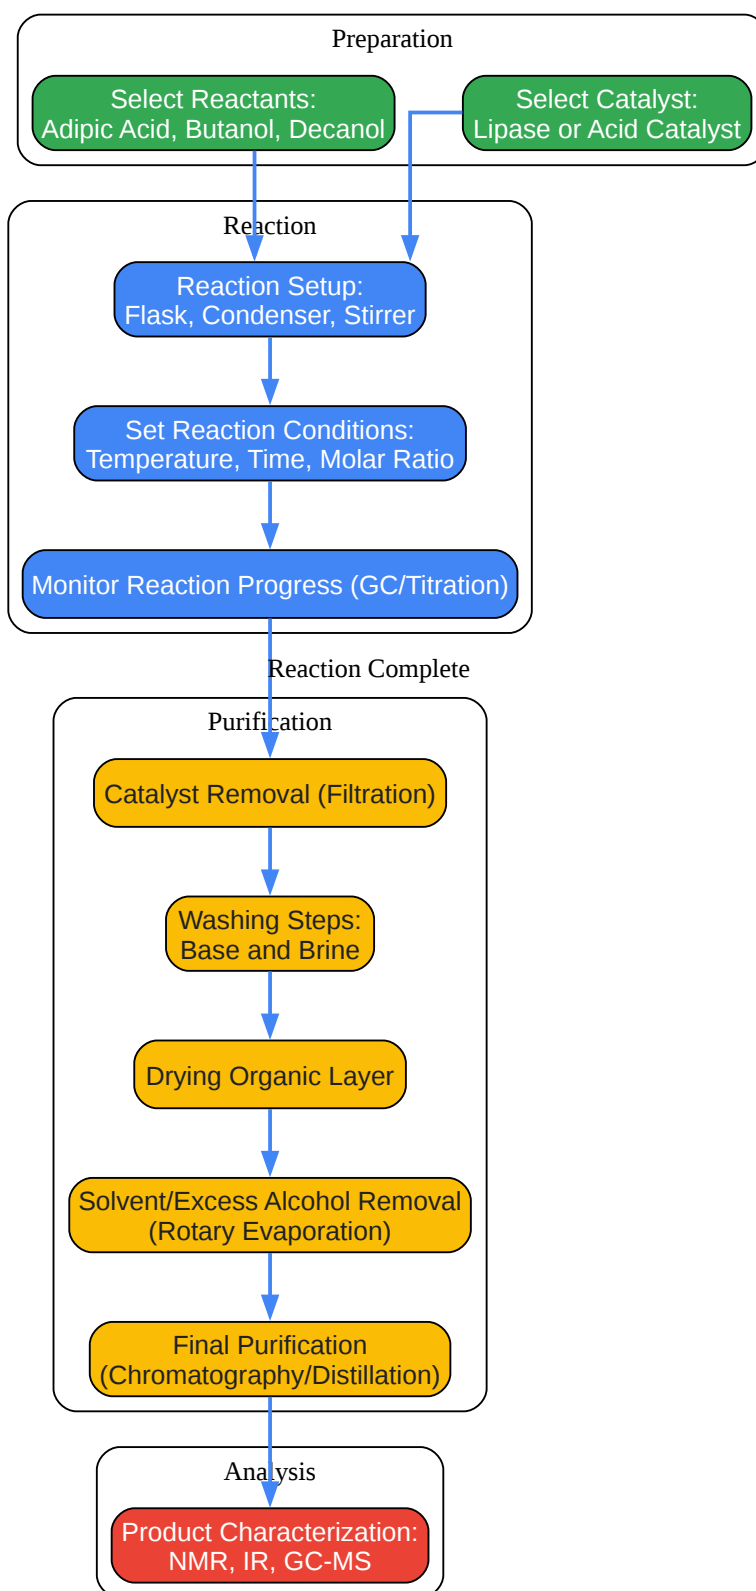 Preparation
Select Reactants:
Adipic Acid, Butanol, Decanol
Select Catalyst:
Lipase or Acid Catalyst
Reaction
Reaction Setup:
Flask, Condenser, Stirrer
Set Reaction Conditions:
Temperature, Time, Molar Ratio
Monitor Reaction Progress (GC/Titration)
Reaction Complete
Purification
Catalyst Removal (Filtration)
Washing Steps:
Base and Brine
Drying Organic Layer
Solvent/Excess Alcohol Removal
(Rotary Evaporation)
Final Purification
(Chromatography/Distillation)
Analysis
Product Characterization:
NMR, IR, GC-MS